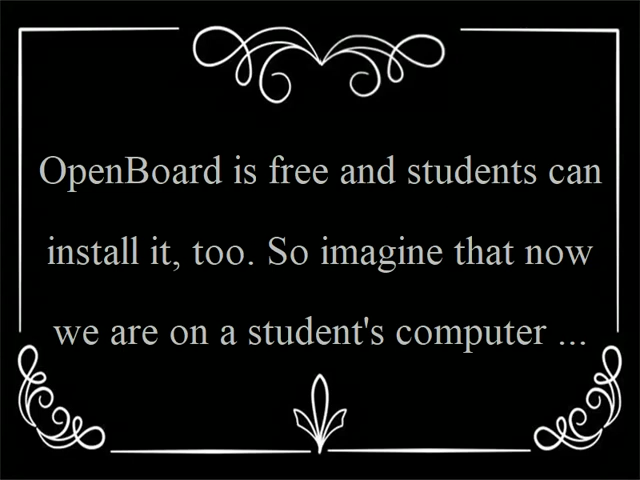 OpenBoard is free and students can
install it, too. So imagine that now
we are on a student's computer ...